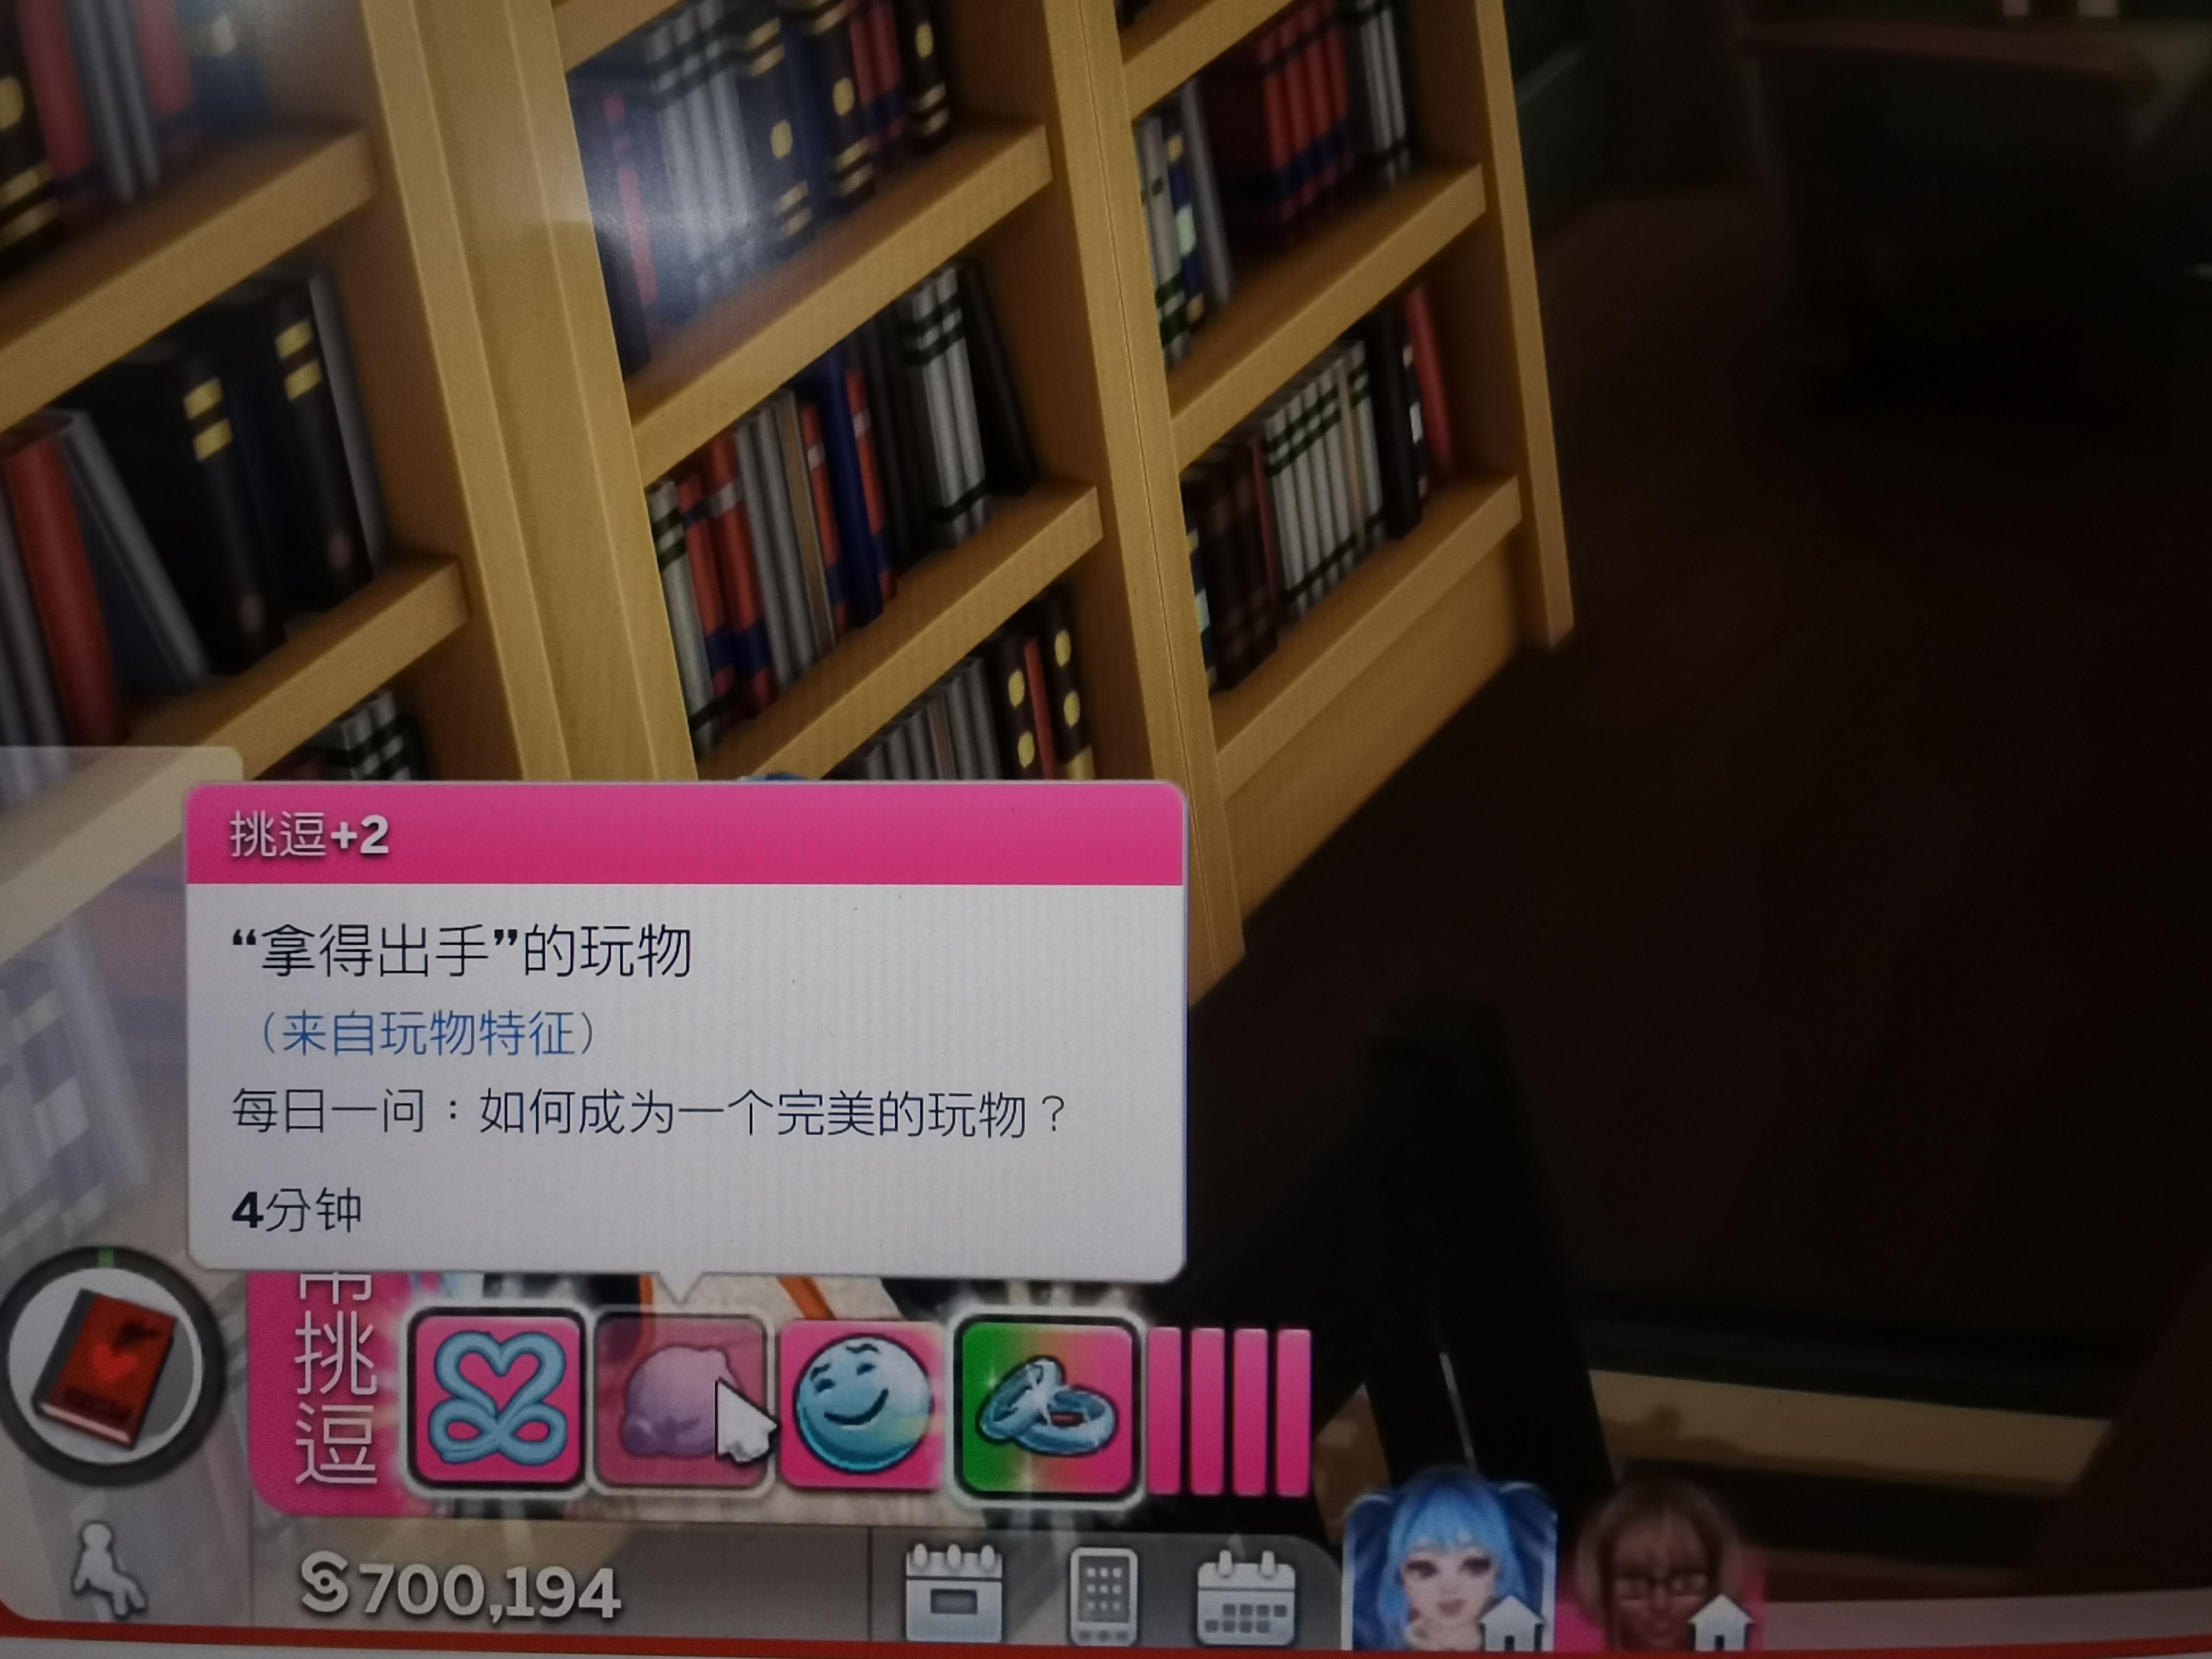 挑逗+2
“拿得出手”的玩物
（来自玩物特征）
每日一问：如何成为一个完美的玩物？
4分钟
常挑逗
§700,194